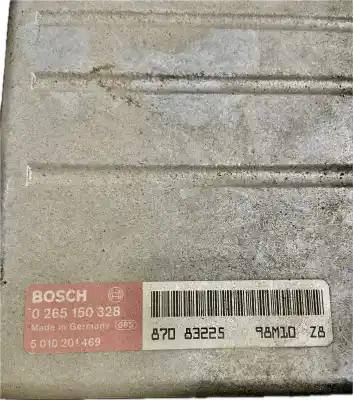 BOSCH
0 265 150 328
Made in Germany
5 010 201 469
870 83225 98M10 Z8